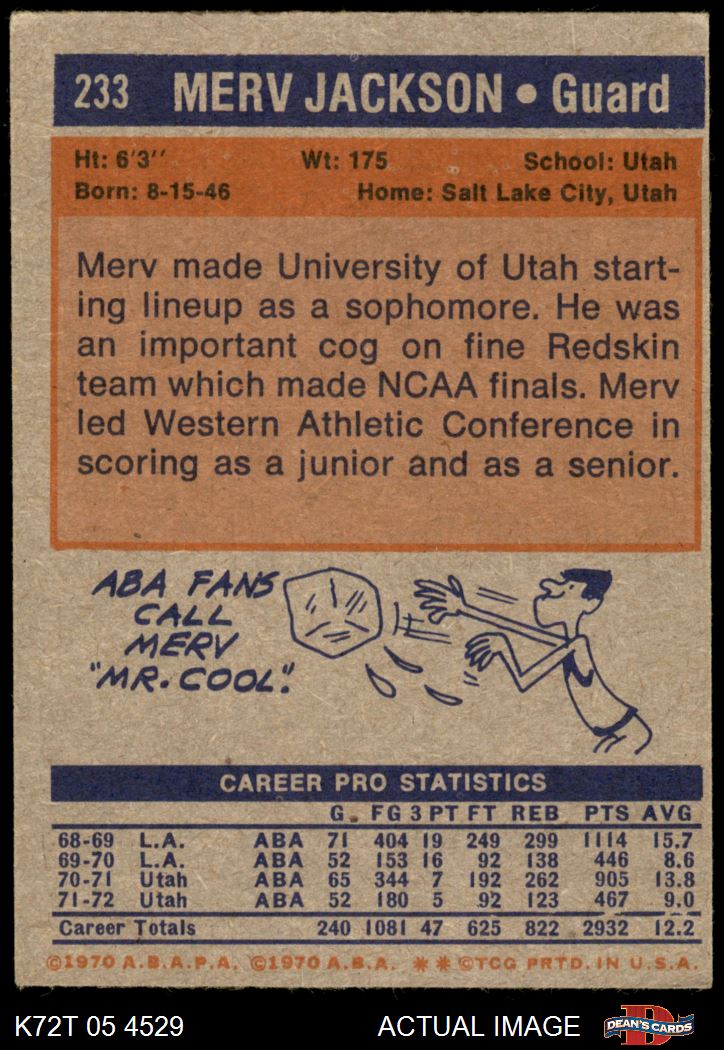 233 MERV JACKSON • Guard
Ht: 6'3'' Wt: 175 School: Utah
Born: 8-15-46 Home: Salt Lake City, Utah
Merv made University of Utah start-
ing lineup as a sophomore. He was
an important cog on fine Redskin
team which made NCAA finals. Merv
led Western Athletic Conference in
scoring as a junior and as a senior.
ABA FANS
CALL
MERV
"MR. COOL".
CAREER PRO STATISTICS
G. FG 3 PT FT REB PTS AVG
68-69 L.A. ABA 71 404 19 249 299 1114 15.7
69-70 L.A. ABA 52 153 16 92 138 446 8.6
70-71 Utah ABA 65 344 7 192 262 905 13.8
71-72 Utah ABA 52 180 5 92 123 467 9.0
Career Totals 240 1081 47 625 822 2932 12.2
©1970 A.B.A.P.A. ©1970 A.B.A. ** ©TCG PRTD. IN U.S.A.
K72T 05 4529 ACTUAL IMAGE DEAN'S CARDS